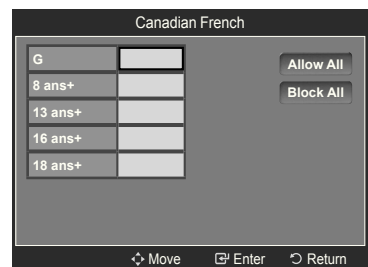 Canadian French
G
8 ans+
13 ans+
16 ans+
18 ans+
Allow All
Block All
Move Enter Return